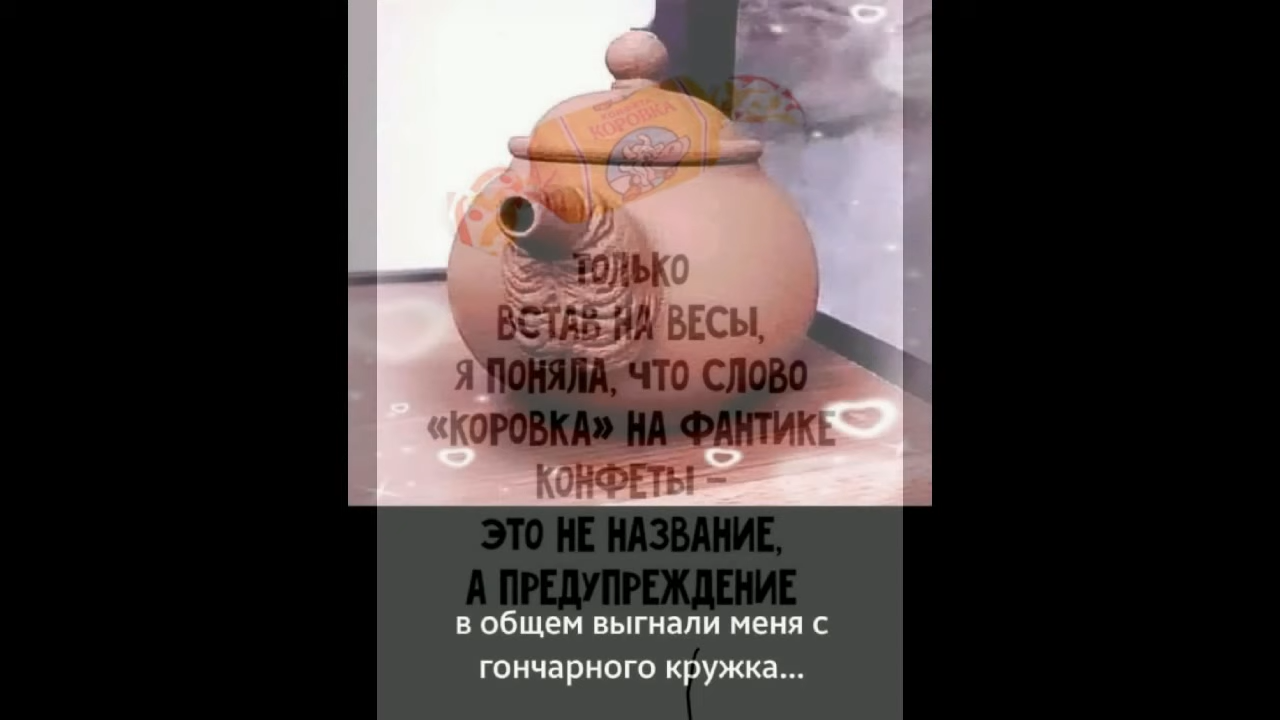 КОРОВКА
ТОЛЬКО
ВСТАВ НА ВЕСЫ,
Я ПОНЯЛА, ЧТО СЛОВО
«КОРОВКА» НА ФАНТИКЕ
КОНФЕТЫ –
ЭТО НЕ НАЗВАНИЕ,
А ПРЕДУПРЕЖДЕНИЕ
в общем выгнали меня с
гончарного кружка...